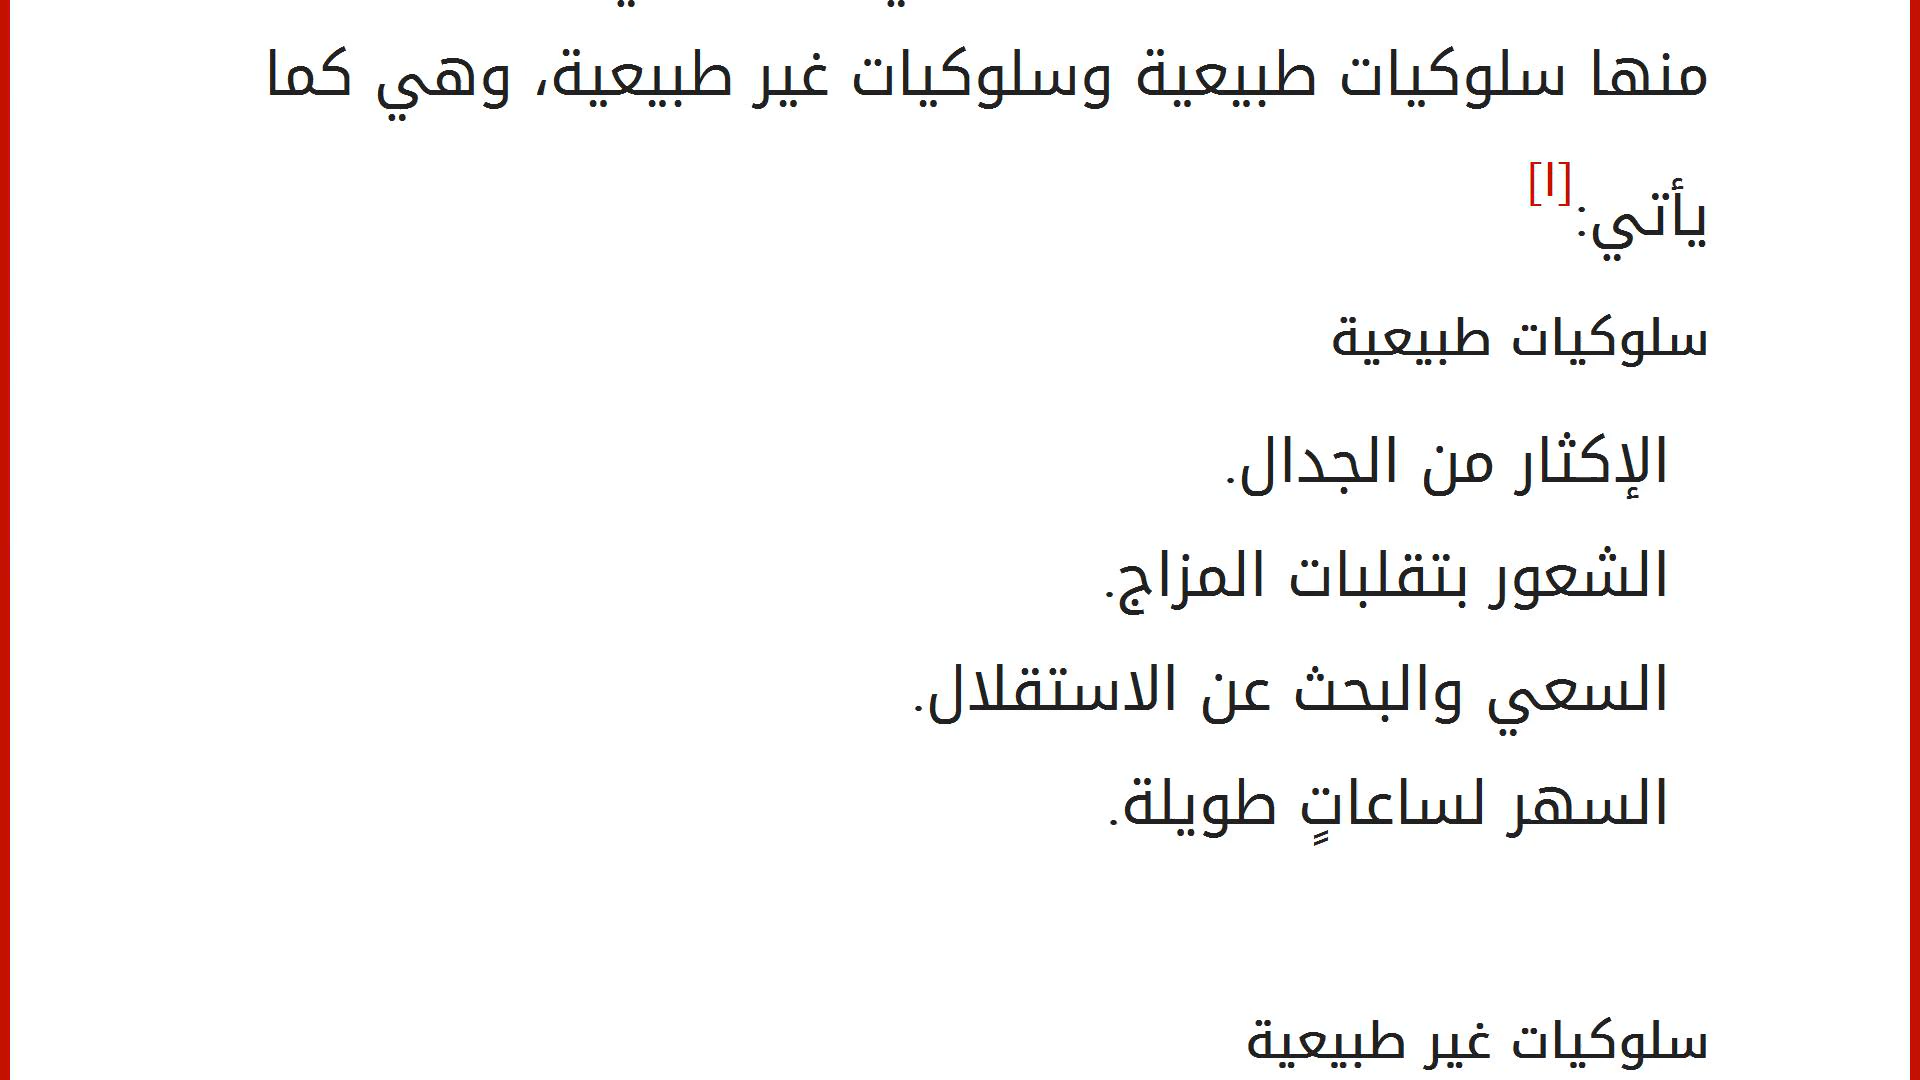 منها سلوكيات طبيعية وسلوكيات غير طبيعية، وهي كما
يأتي:[١]
سلوكيات طبيعية
الإكثار من الجدال.
الشعور بتقلبات المزاج.
السعي والبحث عن الاستقلال.
السهر لساعاتٍ طويلة.
سلوكيات غير طبيعية